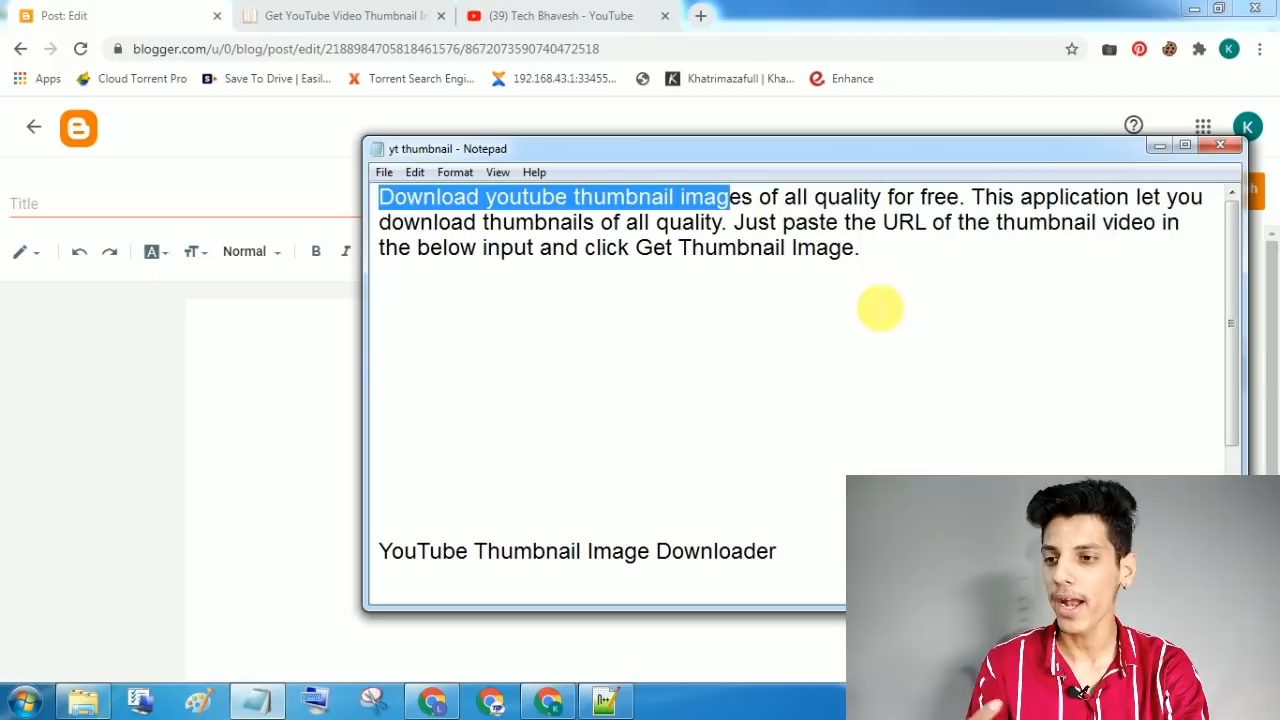 Post: Edit
Get YouTube Video Thumbnail I
(39) Tech Bhavesh - YouTube
blogger.com/u/0/blog/post/edit/2188984705818461576/8672073590740472518
K
Apps
Cloud Torrent Pro
Save To Drive | Easil...
Torrent Search Engi...
192.168.43.1:33455...
Khatrimazafull | Kha...
Enhance
K
yt thumbnail - Notepad
File Edit Format View Help
Title
Download youtube thumbnail images of all quality for free. This application let you
download thumbnails of all quality. Just paste the URL of the thumbnail video in
the below input and click Get Thumbnail Image.
Normal
B
I
YouTube Thumbnail Image Downloader